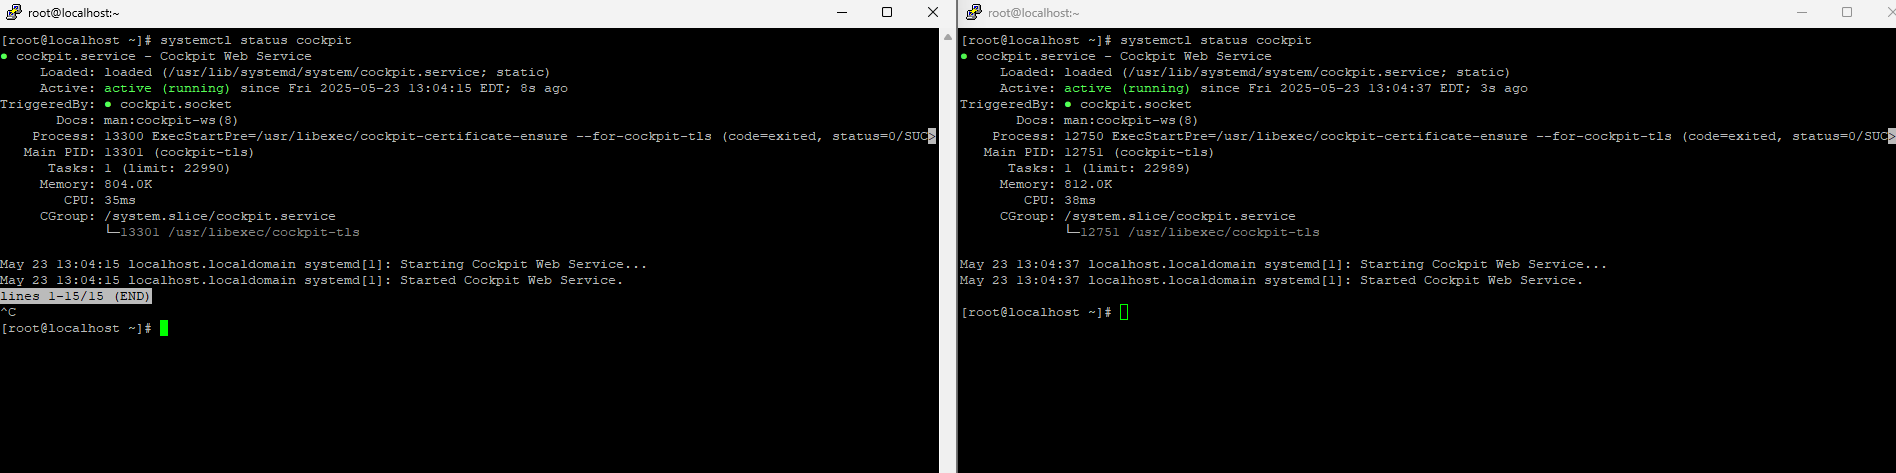 root@localhost:~
[root@localhost ~]# systemctl status cockpit
● cockpit.service - Cockpit Web Service
Loaded: loaded (/usr/lib/systemd/system/cockpit.service; static)
Active: active (running) since Fri 2025-05-23 13:04:15 EDT; 8s ago
TriggeredBy: ● cockpit.socket
Docs: man:cockpit-ws(8)
Process: 13300 ExecStartPre=/usr/libexec/cockpit-certificate-ensure --for-cockpit-tls (code=exited, status=0/SUC>
Main PID: 13301 (cockpit-tls)
Tasks: 1 (limit: 22990)
Memory: 804.0K
CPU: 35ms
CGroup: /system.slice/cockpit.service
└─13301 /usr/libexec/cockpit-tls
May 23 13:04:15 localhost.localdomain systemd[1]: Starting Cockpit Web Service...
May 23 13:04:15 localhost.localdomain systemd[1]: Started Cockpit Web Service.
lines 1-15/15 (END)
^C
[root@localhost ~]#
root@localhost:~
[root@localhost ~]# systemctl status cockpit
● cockpit.service - Cockpit Web Service
Loaded: loaded (/usr/lib/systemd/system/cockpit.service; static)
Active: active (running) since Fri 2025-05-23 13:04:37 EDT; 3s ago
TriggeredBy: ● cockpit.socket
Docs: man:cockpit-ws(8)
Process: 12750 ExecStartPre=/usr/libexec/cockpit-certificate-ensure --for-cockpit-tls (code=exited, status=0/SUC>
Main PID: 12751 (cockpit-tls)
Tasks: 1 (limit: 22989)
Memory: 812.0K
CPU: 38ms
CGroup: /system.slice/cockpit.service
└─12751 /usr/libexec/cockpit-tls
May 23 13:04:37 localhost.localdomain systemd[1]: Starting Cockpit Web Service...
May 23 13:04:37 localhost.localdomain systemd[1]: Started Cockpit Web Service.
[root@localhost ~]#